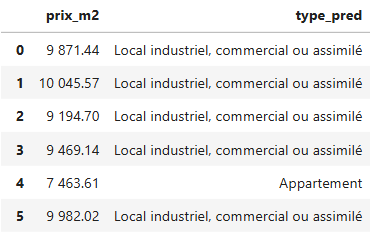 prix_m2 type_pred
0 9 871.44 Local industriel, commercial ou assimilé
1 10 045.57 Local industriel, commercial ou assimilé
2 9 194.70 Local industriel, commercial ou assimilé
3 9 469.14 Local industriel, commercial ou assimilé
4 7 463.61 Appartement
5 9 982.02 Local industriel, commercial ou assimilé